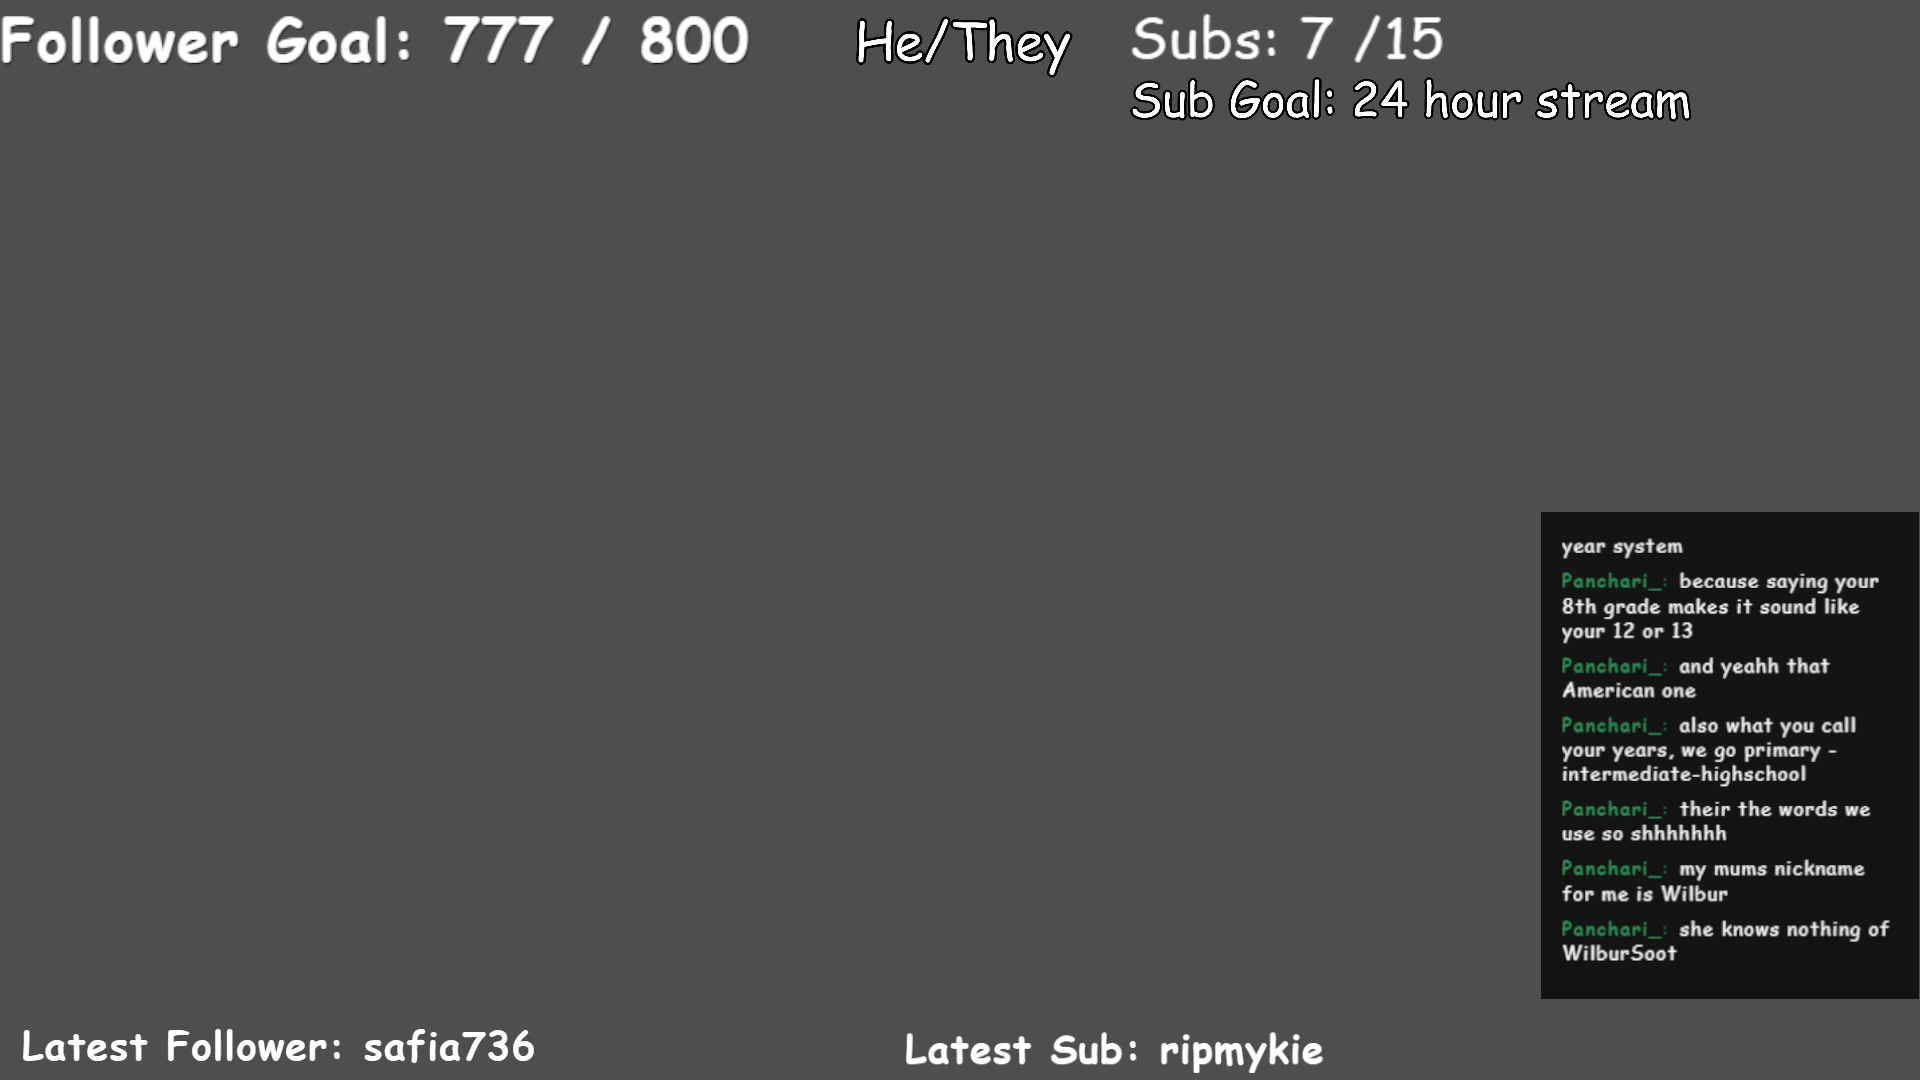 Follower Goal: 777 / 800
He/They
Subs: 7 /15
Sub Goal: 24 hour stream
year system
Panchari_: because saying your
8th grade makes it sound like
your 12 or 13
Panchari_: and yeahh that
American one
Panchari_: also what you call
your years, we go primary -
intermediate-highschool
Panchari_: their the words we
use so shhhhhhh
Panchari_: my mums nickname
for me is Wilbur
Panchari_: she knows nothing of
WilburSoot
Latest Follower: safia736
Latest Sub: ripmykie